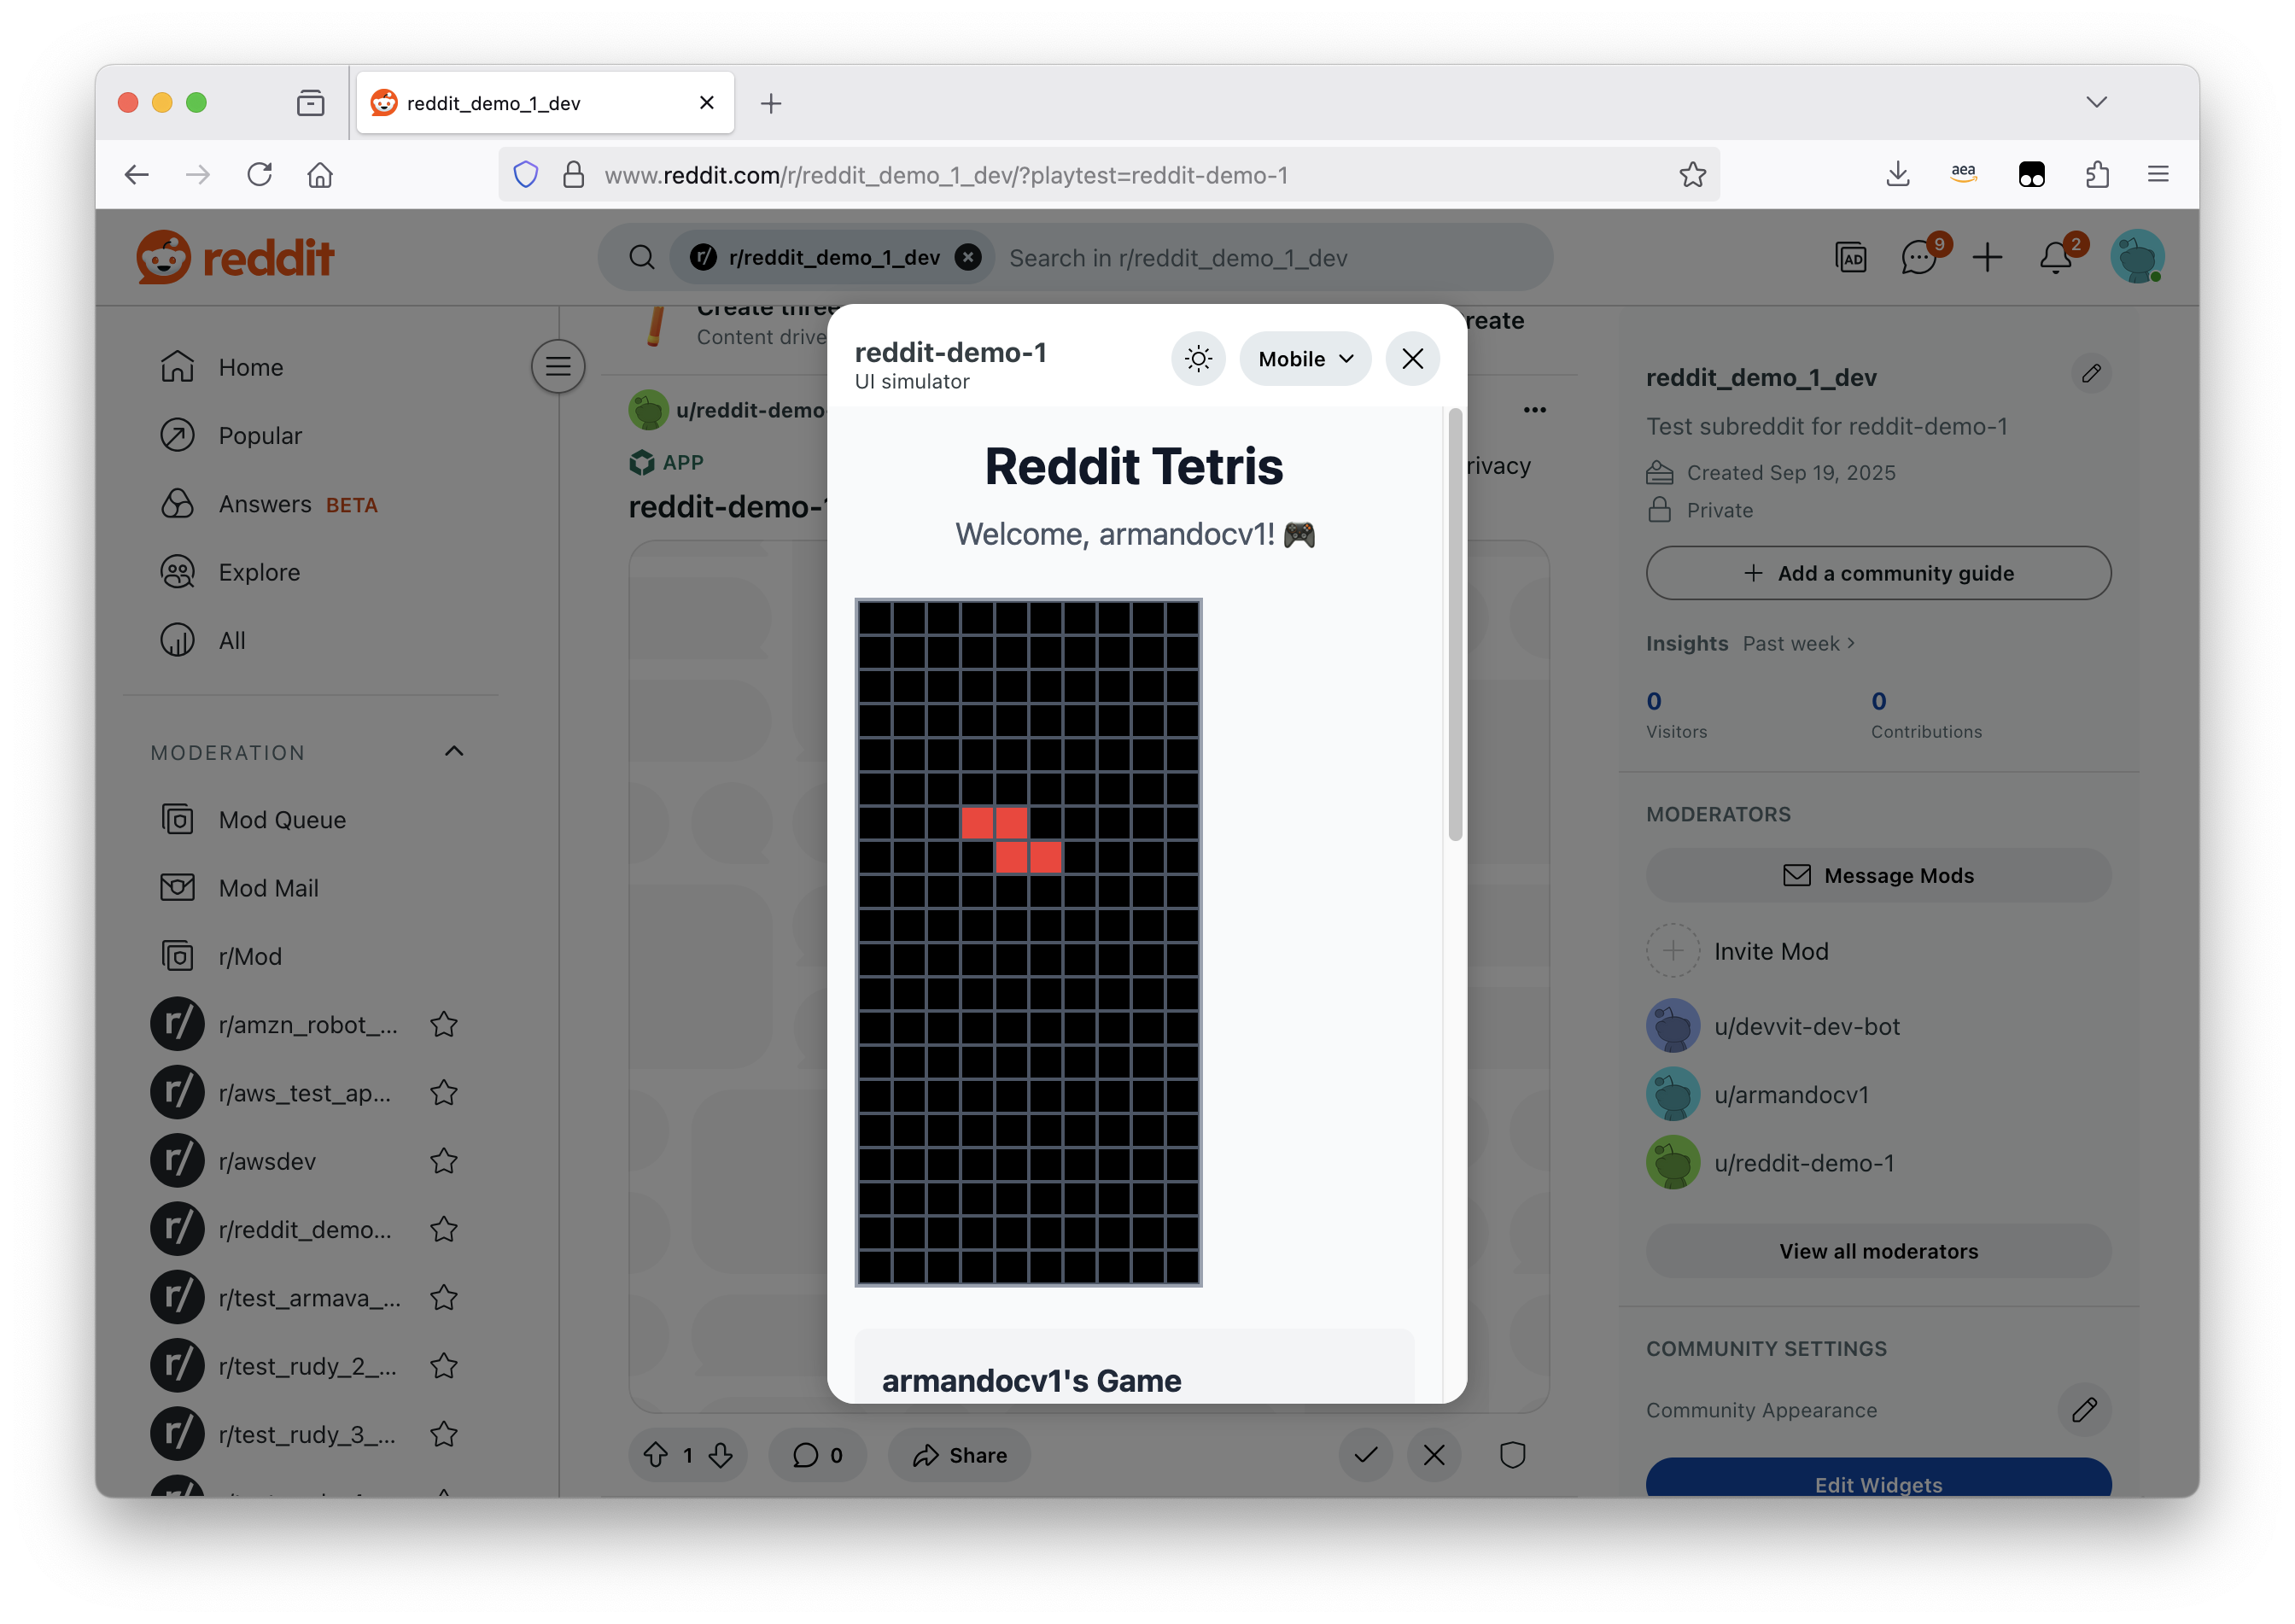 reddit_demo_1_dev
www.reddit.com/r/reddit_demo_1_dev/?playtest=reddit-demo-1
aea
reddit
r/ r/reddit_demo_1_dev Search in r/reddit_demo_1_dev
AD
9
2
Home
Popular
Answers BETA
Explore
All
MODERATION
Mod Queue
Mod Mail
r/Mod
r/ r/amzn_robot_...
r/ r/aws_test_ap...
r/ r/awsdev
r/ r/reddit_demo...
r/ r/test_armava_...
r/ r/test_rudy_2_...
r/ r/test_rudy_3_...
Content drive
u/reddit-demo-
APP
reddit-demo-1
reate
rivacy
reddit-demo-1
UI simulator
Mobile
Reddit Tetris
Welcome, armandocv1!
armandocv1's Game
1
0
Share
reddit_demo_1_dev
Test subreddit for reddit-demo-1
Created Sep 19, 2025
Private
Add a community guide
Insights Past week >
0 0
Visitors Contributions
MODERATORS
Message Mods
Invite Mod
u/devvit-dev-bot
u/armandocv1
u/reddit-demo-1
View all moderators
COMMUNITY SETTINGS
Community Appearance
Edit Widgets